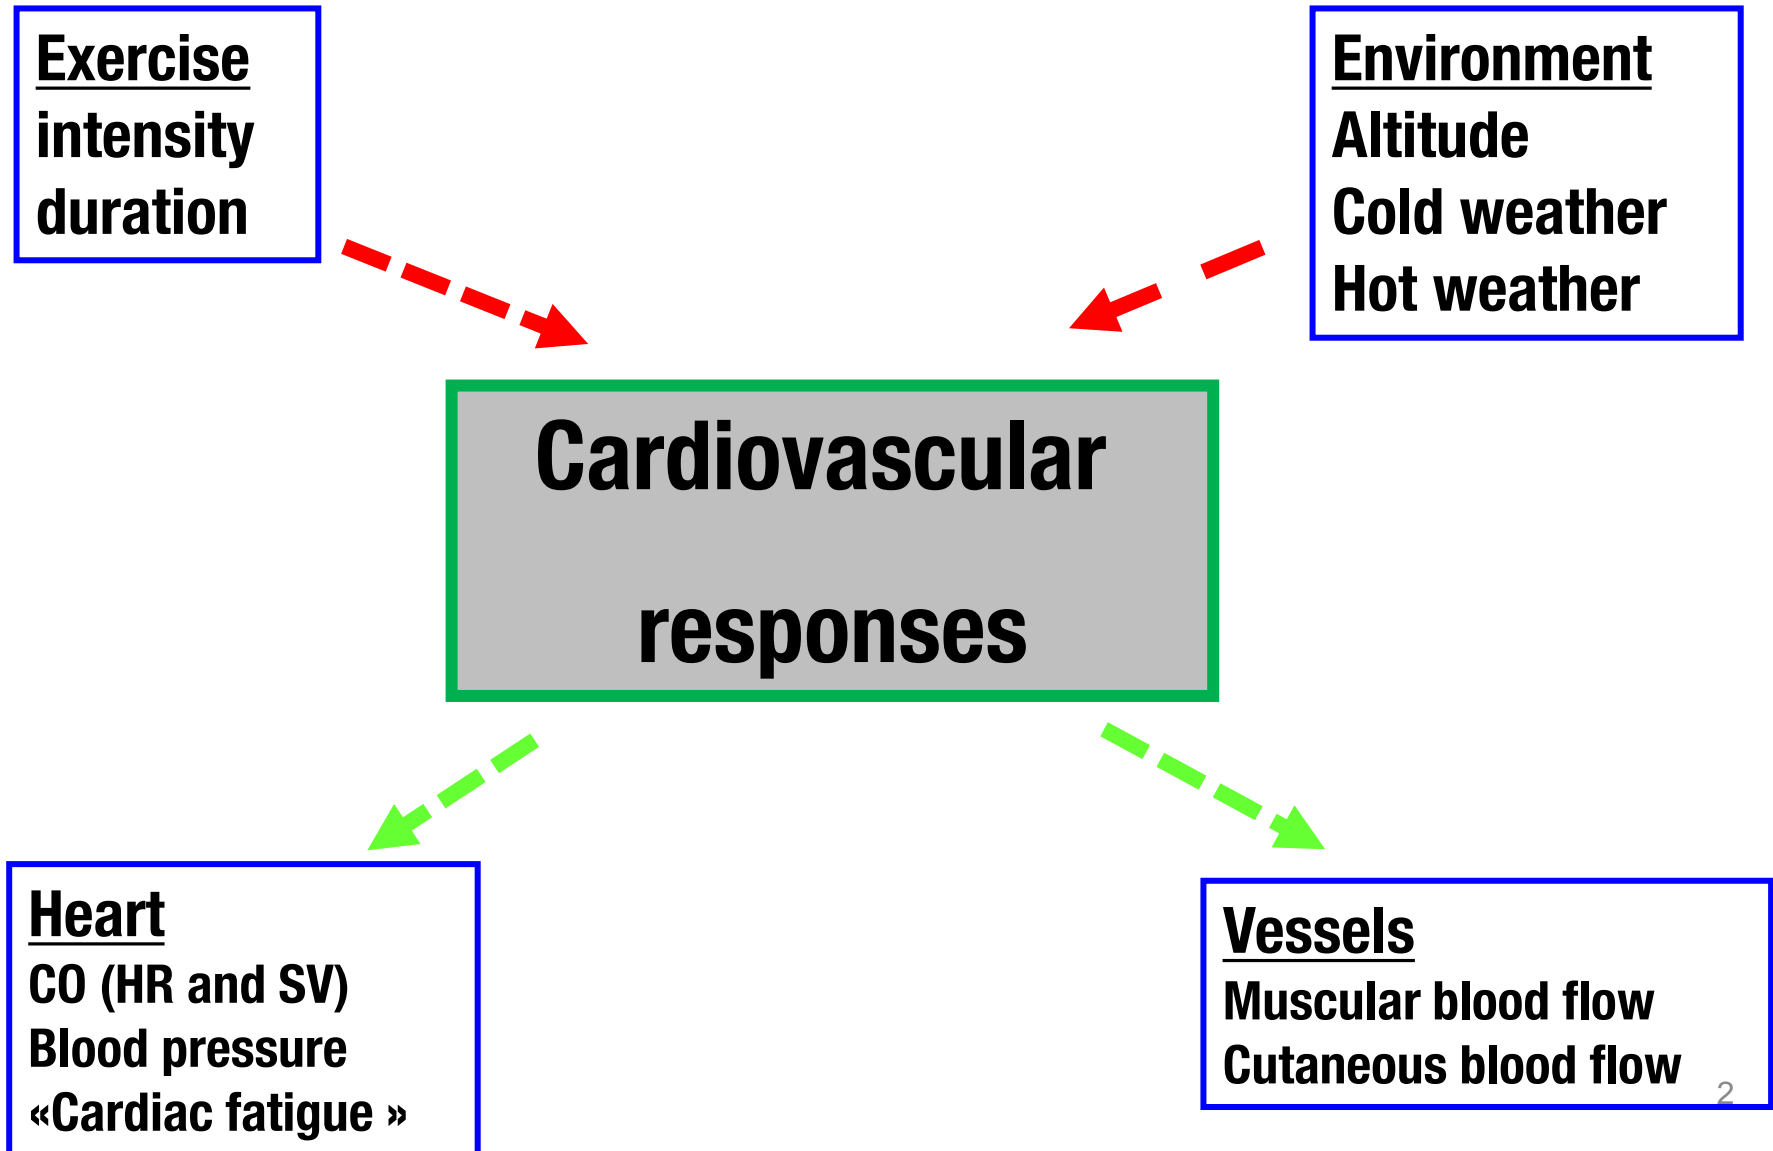 Exercise
intensity
duration
Environment
Altitude
Cold weather
Hot weather
Cardiovascular
responses
Heart
CO (HR and SV)
Blood pressure
«Cardiac fatigue »
Vessels
Muscular blood flow
Cutaneous blood flow
2